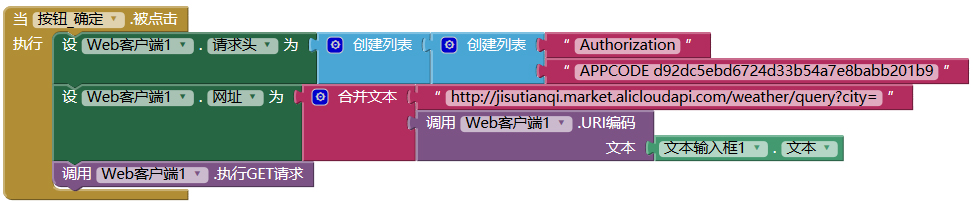 当 按钮_确定 .被点击
执行 设 Web客户端1 . 请求头 为 创建列表 创建列表 “ Authorization ”
“ APPCODE d92dc5ebd6724d33b54a7e8babb201b9 ”
设 Web客户端1 . 网址 为 合并文本 “ http://jisutianqi.market.alicloudapi.com/weather/query?city= ”
调用 Web客户端1 .URI编码
文本 文本输入框1 . 文本
调用 Web客户端1 .执行GET请求